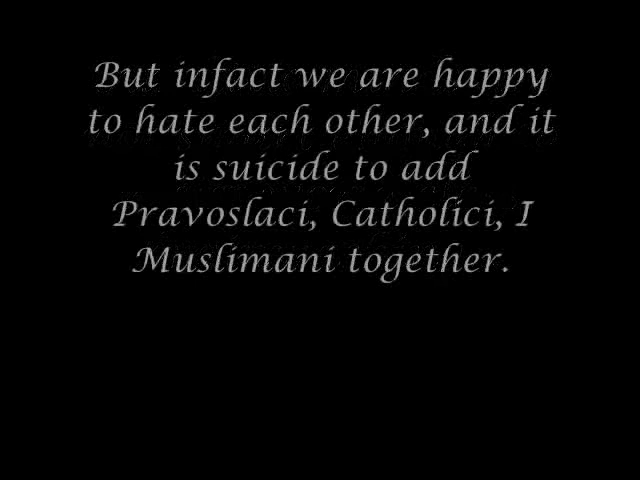 But infact we are happy
to hate each other, and it
is suicide to add
Pravoslaci, Catholici, I
Muslimani together.